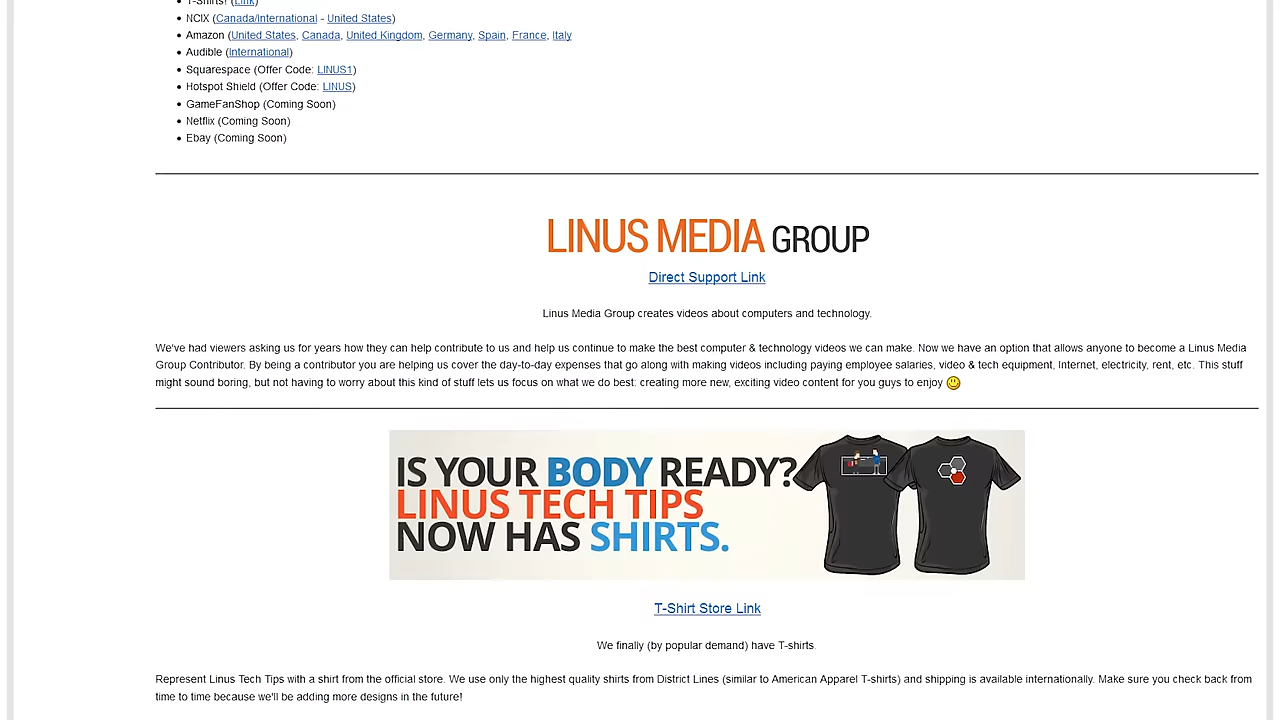 T-Shirts! (Link)
NCIX (Canada/International - United States)
Amazon (United States, Canada, United Kingdom, Germany, Spain, France, Italy
Audible (International)
Squarespace (Offer Code: LINUS1)
Hotspot Shield (Offer Code: LINUS)
GameFanShop (Coming Soon)
Netflix (Coming Soon)
Ebay (Coming Soon)
LINUS MEDIA GROUP
Direct Support Link
Linus Media Group creates videos about computers and technology.
We've had viewers asking us for years how they can help contribute to us and help us continue to make the best computer & technology videos we can make. Now we have an option that allows anyone to become a Linus Media
Group Contributor. By being a contributor you are helping us cover the day-to-day expenses that go along with making videos including paying employee salaries, video & tech equipment, Internet, electricity, rent, etc. This stuff
might sound boring, but not having to worry about this kind of stuff lets us focus on what we do best: creating more new, exciting video content for you guys to enjoy
IS YOUR BODY READY?
LINUS TECH TIPS
NOW HAS SHIRTS.
T-Shirt Store Link
We finally (by popular demand) have T-shirts.
Represent Linus Tech Tips with a shirt from the official store. We use only the highest quality shirts from District Lines (similar to American Apparel T-shirts) and shipping is available internationally. Make sure you check back from
time to time because we'll be adding more designs in the future!